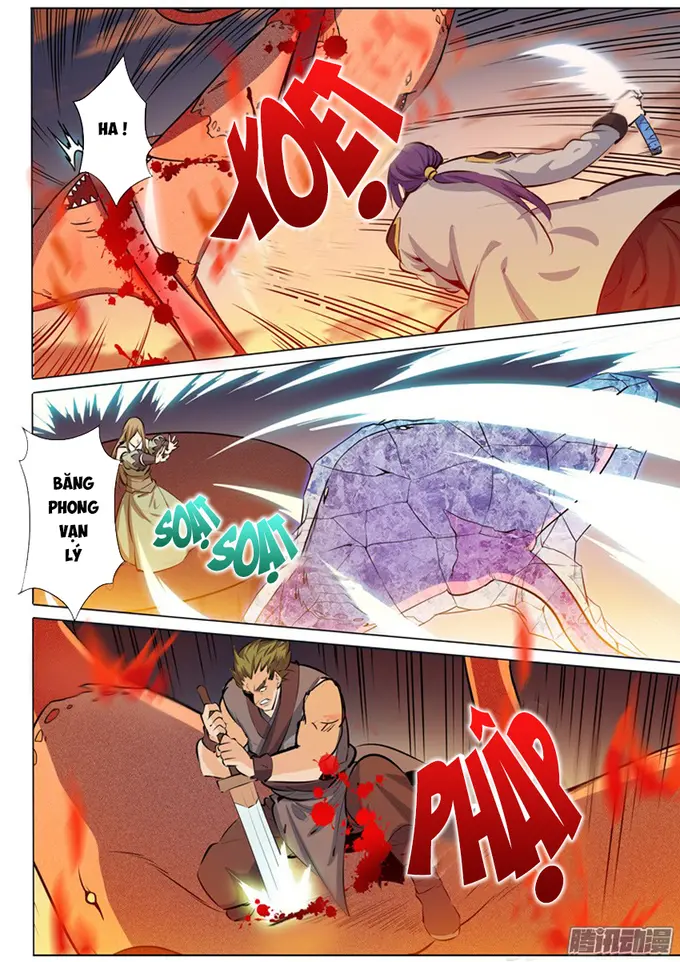 HA !
XOẸT
BĂNG
PHONG
VẠN
LÝ
SOẠT
SOẠT
PHẬP
腾讯动漫